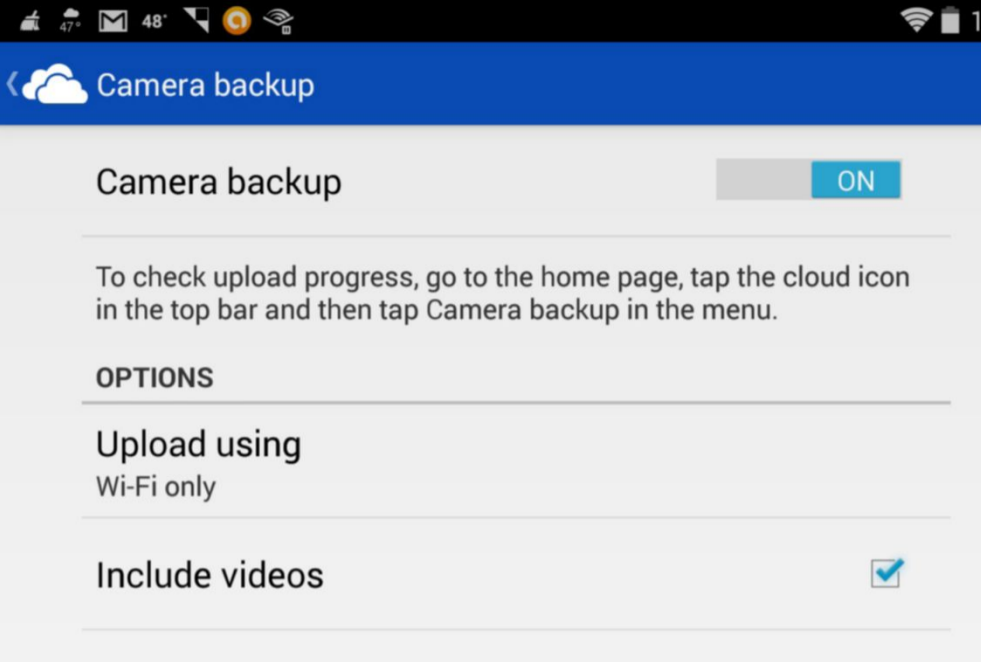 47°
48°
1
Camera backup
Camera backup
ON
To check upload progress, go to the home page, tap the cloud icon
in the top bar and then tap Camera backup in the menu.
OPTIONS
Upload using
Wi-Fi only
Include videos